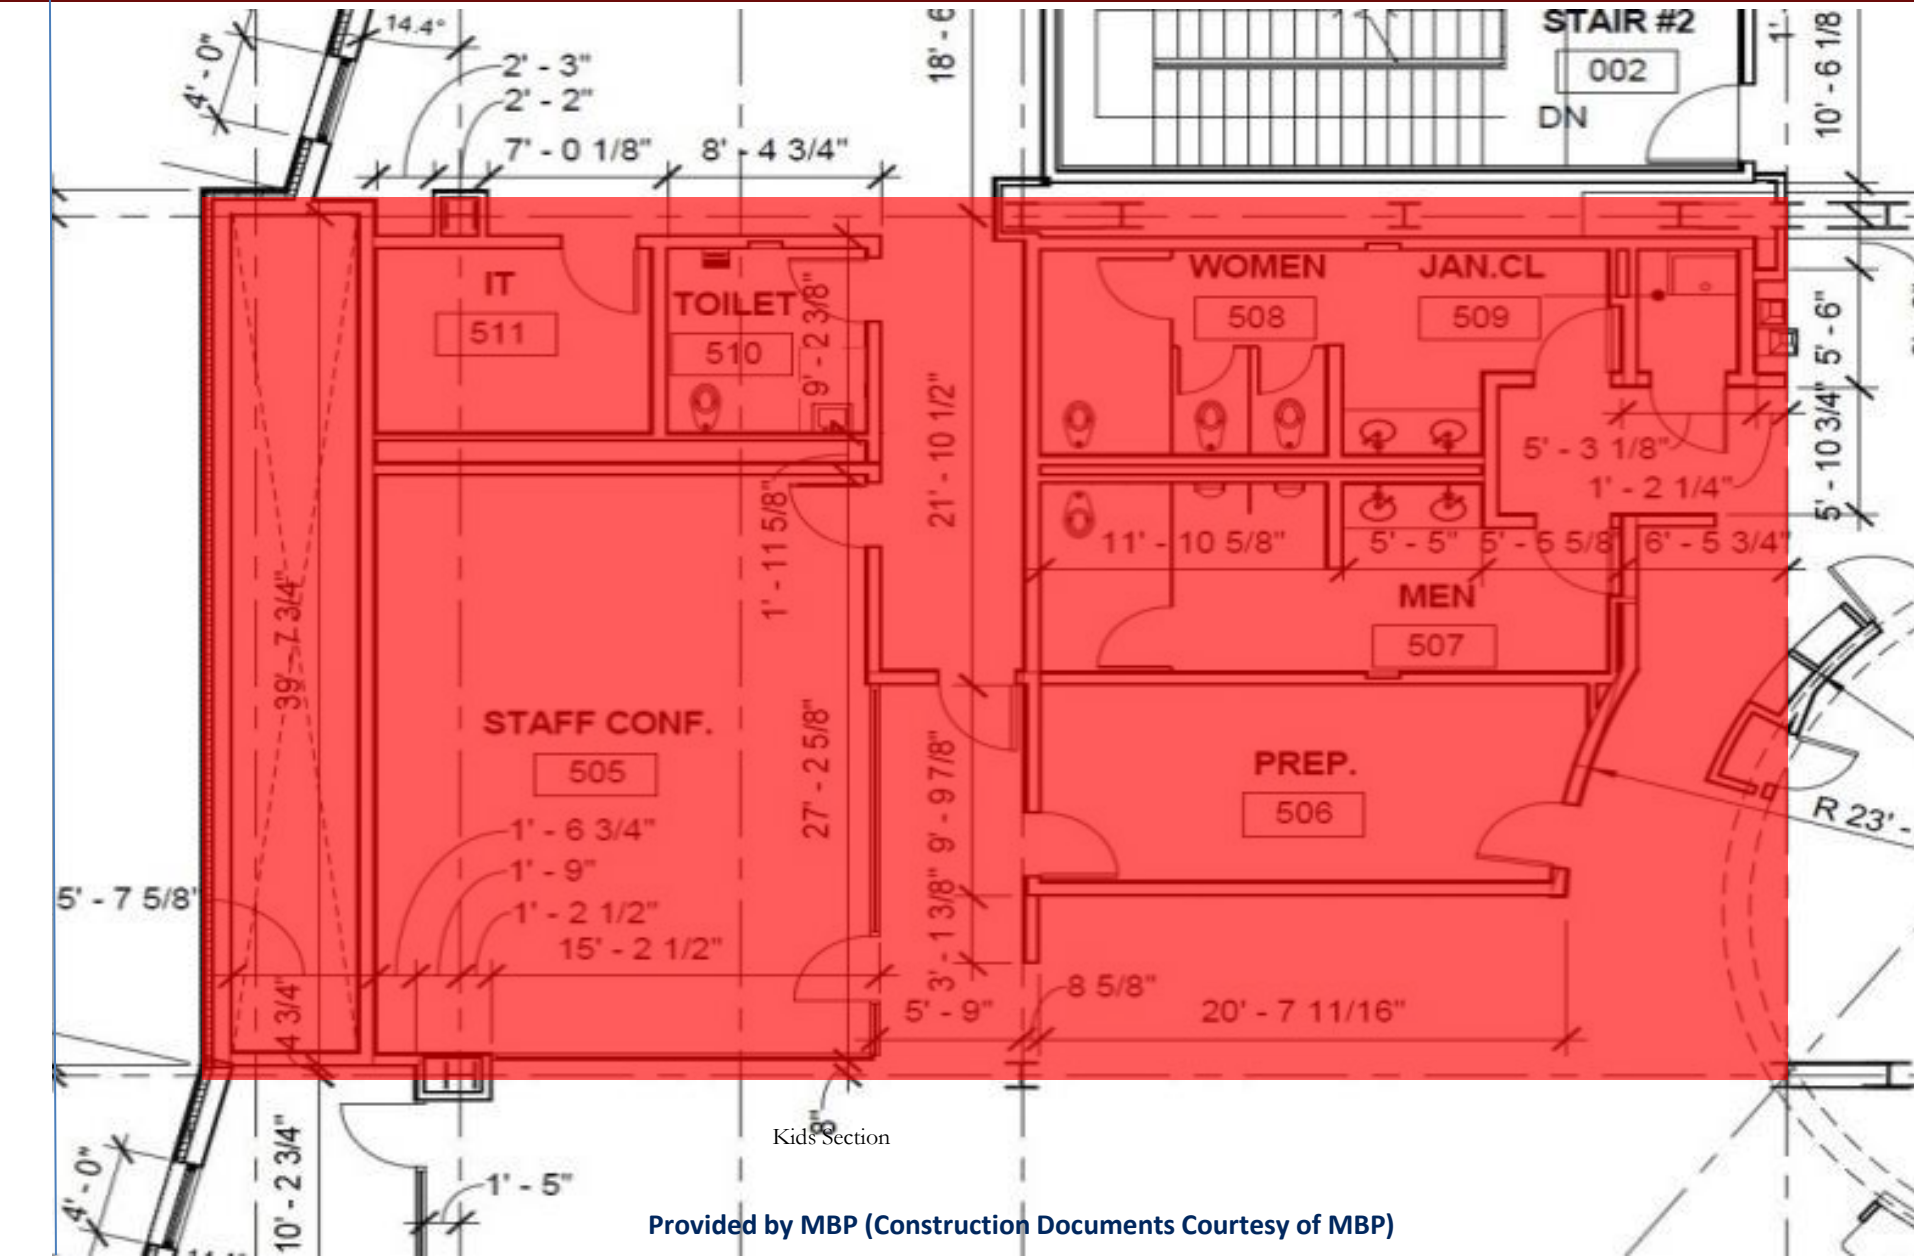 14.4°
STAIR #2
002
DN
4' - 0"
2' - 3"
2' - 2"
7' - 0 1/8"
8' - 4 3/4"
18' - 6
1'
10' - 6 1/8
IT
511
TOILET
510
9' - 2 3/8"
WOMEN
508
JAN.CL
509
5' - 6"
21' - 10 1/2"
5' - 10 3/4"
5' - 3 1/8"
1' - 2 1/4"
1' - 11 5/8"
11' - 10 5/8"
5' - 5"
5' - 5 5/8"
6' - 5 3/4"
MEN
507
39' - 7 3/4"
STAFF CONF.
505
27' - 2 5/8"
9' - 9 7/8"
PREP.
506
R 23' -
1' - 6 3/4"
1' - 9"
1' - 2 1/2"
15' - 2 1/2"
5' - 7 5/8"
4 3/4"
3' - 1 3/8"
5' - 9"
8 5/8"
20' - 7 11/16"
8"
Kids Section
10' - 2 3/4"
4' - 0"
1' - 5"
Provided by MBP (Construction Documents Courtesy of MBP)